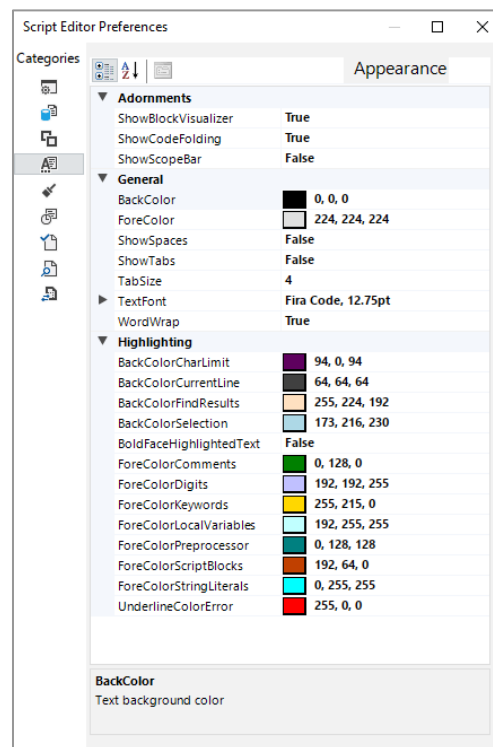 Script Editor Preferences
Categories
Appearance
Adornments
ShowBlockVisualizer True
ShowCodeFolding True
ShowScopeBar False
General
BackColor 0, 0, 0
ForeColor 224, 224, 224
ShowSpaces False
ShowTabs False
TabSize 4
TextFont Fira Code, 12.75pt
WordWrap True
Highlighting
BackColorCharLimit 94, 0, 94
BackColorCurrentLine 64, 64, 64
BackColorFindResults 255, 224, 192
BackColorSelection 173, 216, 230
BoldFaceHighlightedText False
ForeColorComments 0, 128, 0
ForeColorDigits 192, 192, 255
ForeColorKeywords 255, 215, 0
ForeColorLocalVariables 192, 255, 255
ForeColorPreprocessor 0, 128, 128
ForeColorScriptBlocks 192, 64, 0
ForeColorStringLiterals 0, 255, 255
UnderlineColorError 255, 0, 0
BackColor
Text background color